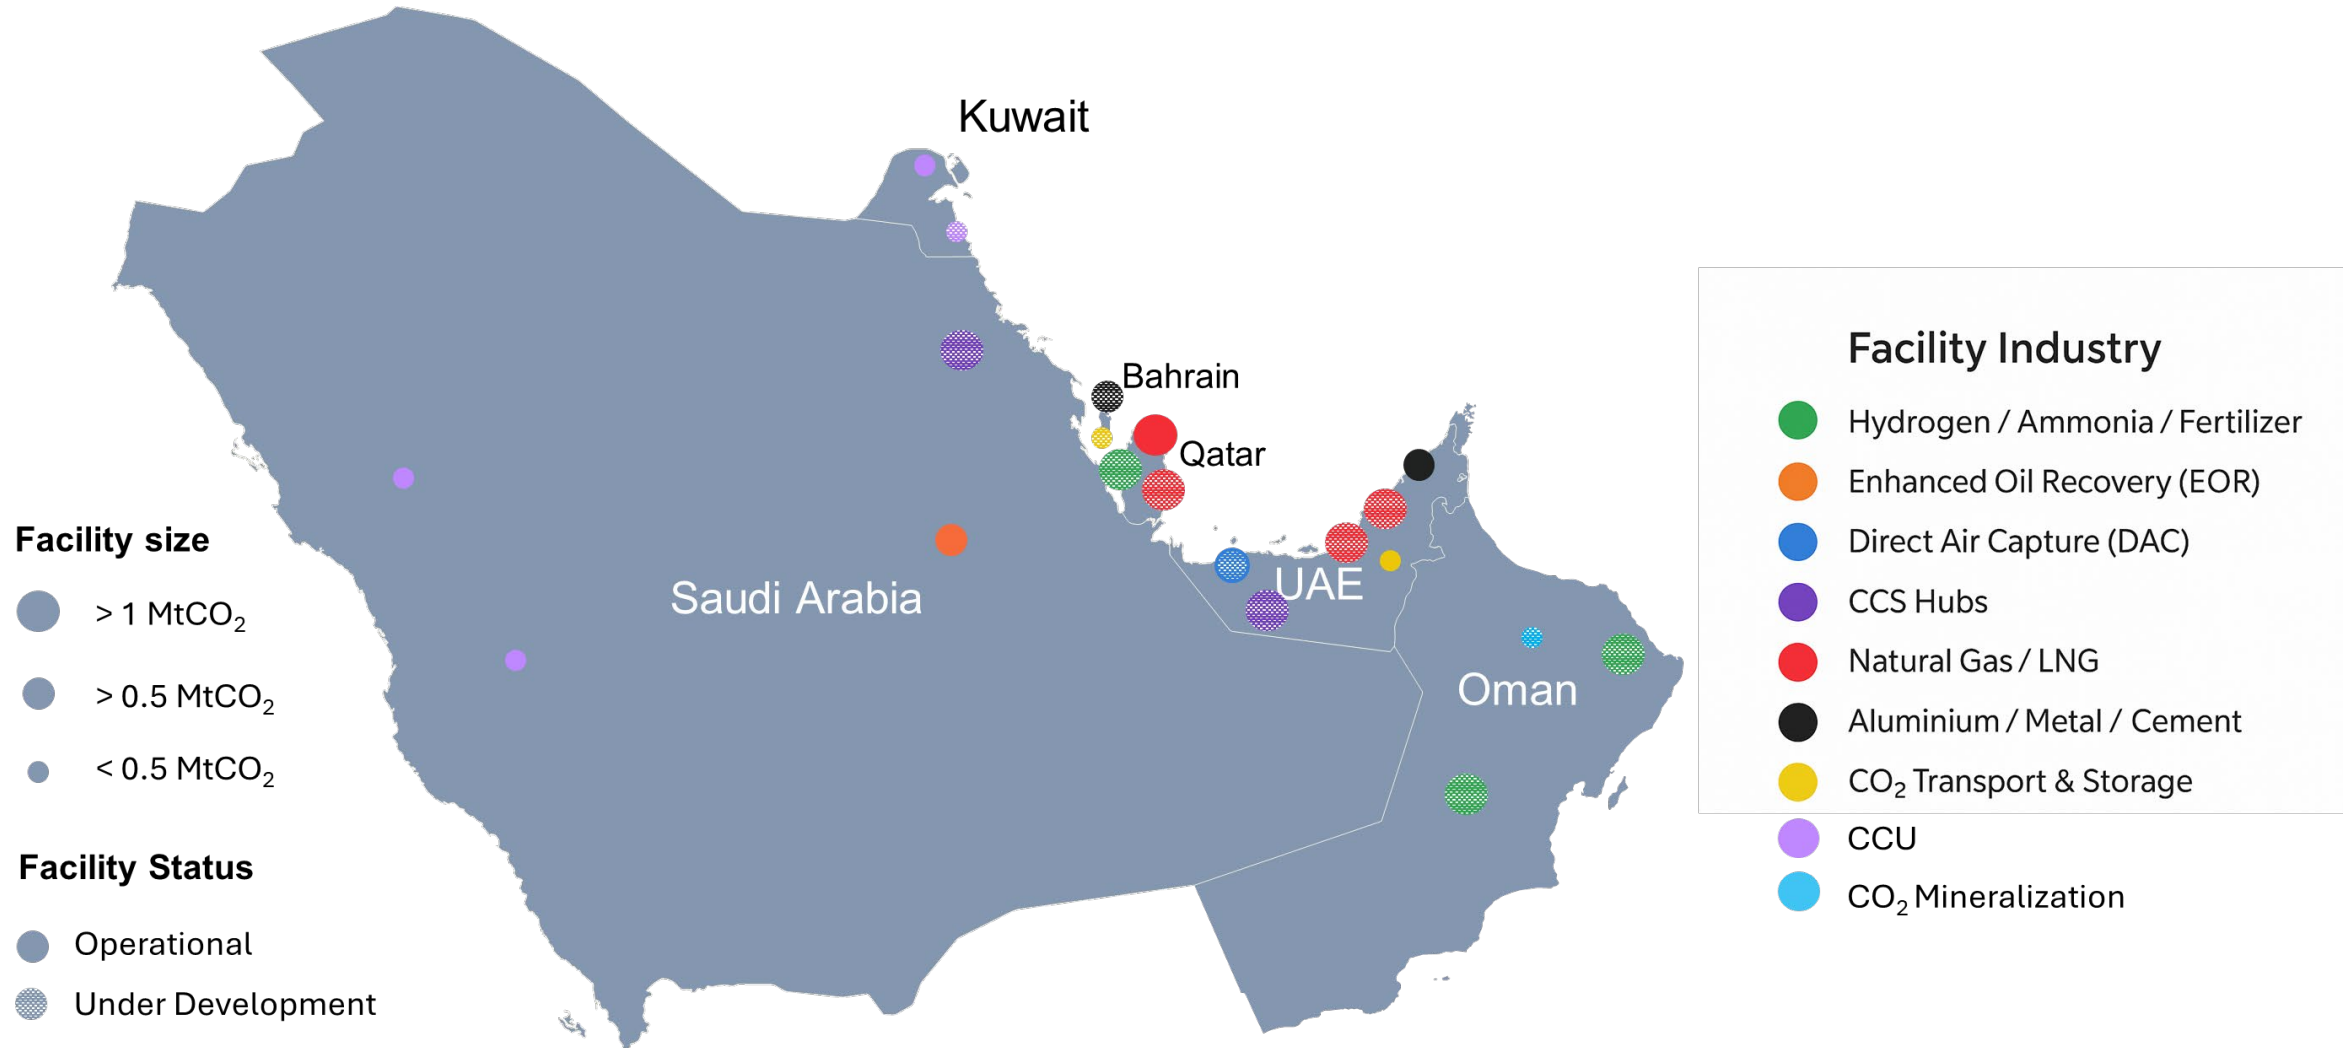 Kuwait
Bahrain
Qatar
Saudi Arabia
UAE
Oman
Facility size
> 1 MtCO₂
> 0.5 MtCO₂
< 0.5 MtCO₂
Facility Status
Operational
Under Development
Facility Industry
Hydrogen / Ammonia / Fertilizer
Enhanced Oil Recovery (EOR)
Direct Air Capture (DAC)
CCS Hubs
Natural Gas / LNG
Aluminium / Metal / Cement
CO₂ Transport & Storage
CCU
CO₂ Mineralization